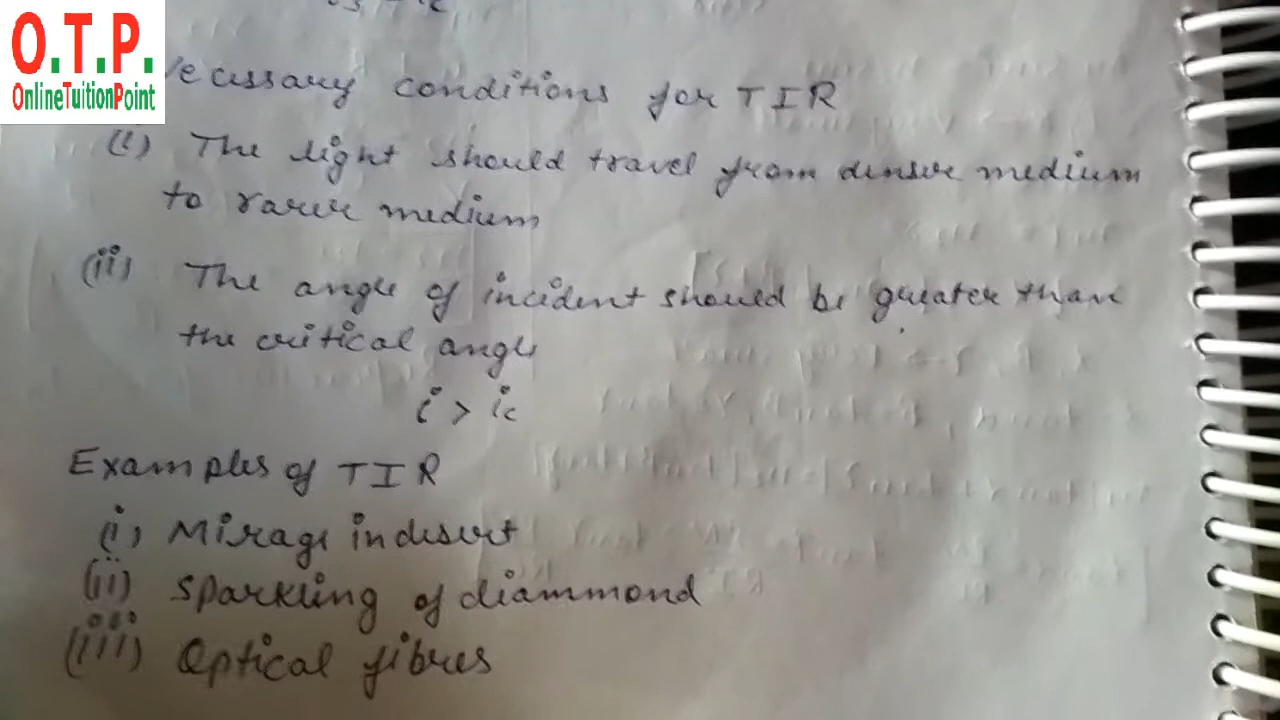 O.T.P.
OnlineTuitionPoint
ecessary conditions for TIR
(i) The light should travel from denser medium
to rarer medium
(ii) The angle of incident should be greater than
the critical angle
i > ic
Examples of TIR
(i) Mirage in desert
(ii) Sparkling of diammond
(iii) Optical fibres